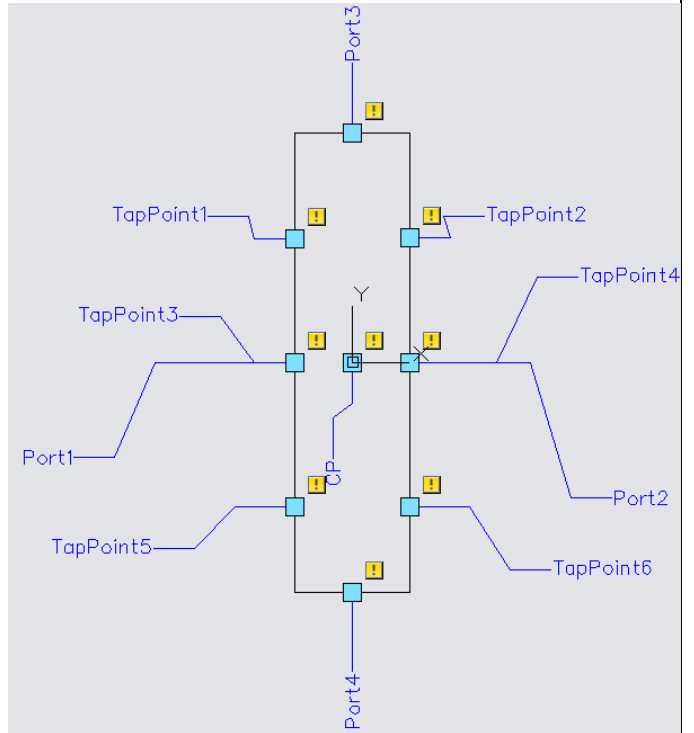 Port3
TapPoint1
TapPoint2
Y
TapPoint4
TapPoint3
X
Port1
CP
Port2
TapPoint5
TapPoint6
Port4